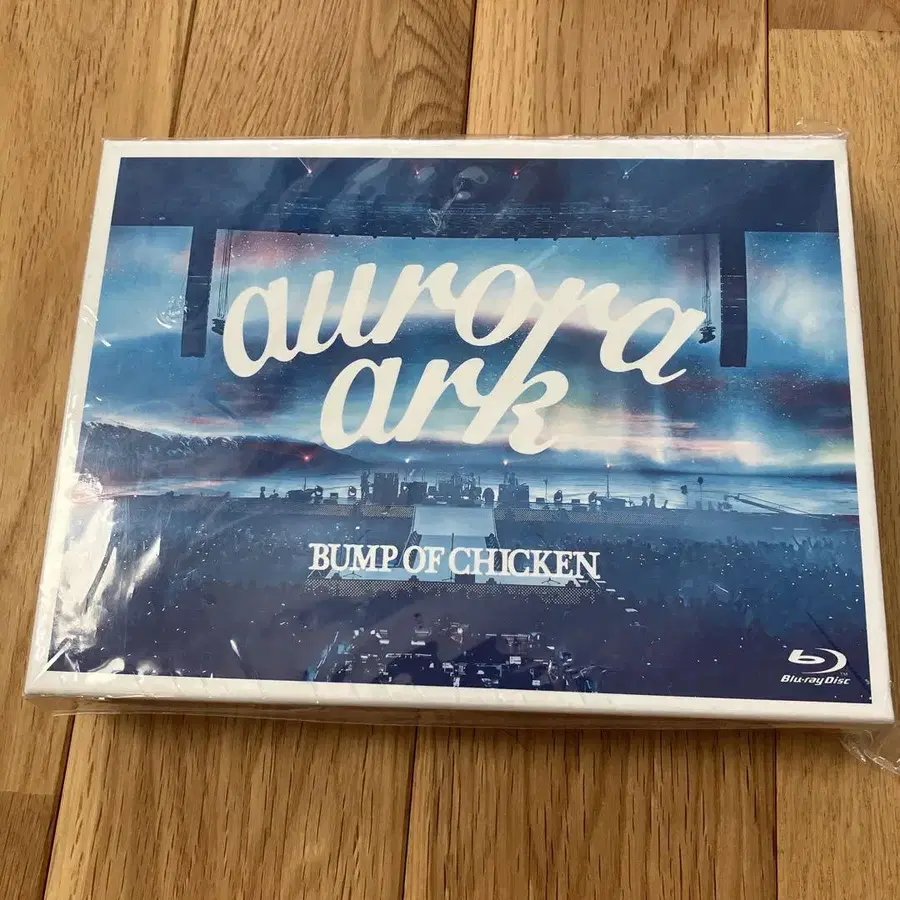 aurora
ark
BUMP OF CHICKEN
Blu-ray Disc